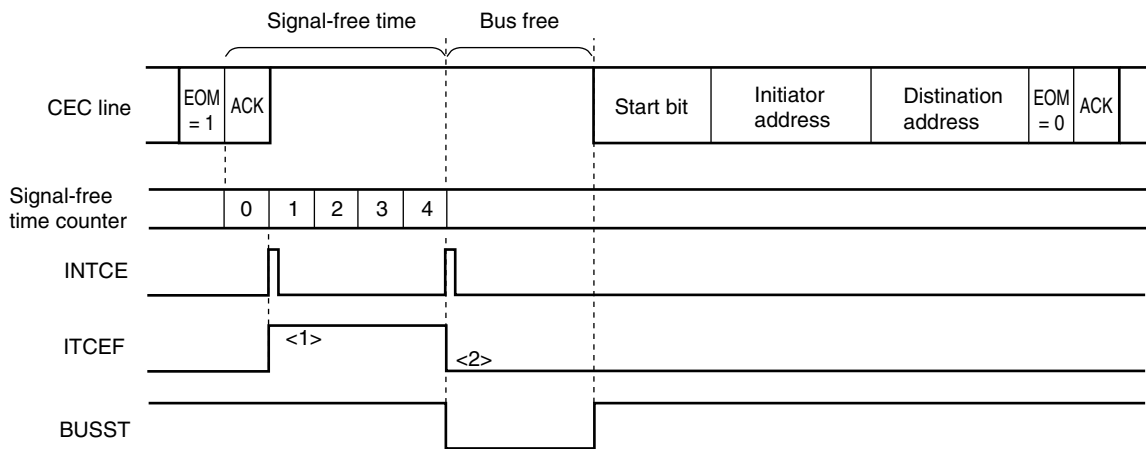 Signal-free time Bus free
CEC line
EOM
= 1
ACK
Start bit
Initiator
address
Distination
address
EOM
= 0
ACK
Signal-free
time counter
0 1 2 3 4
INTCE
ITCEF
<1>
<2>
BUSST